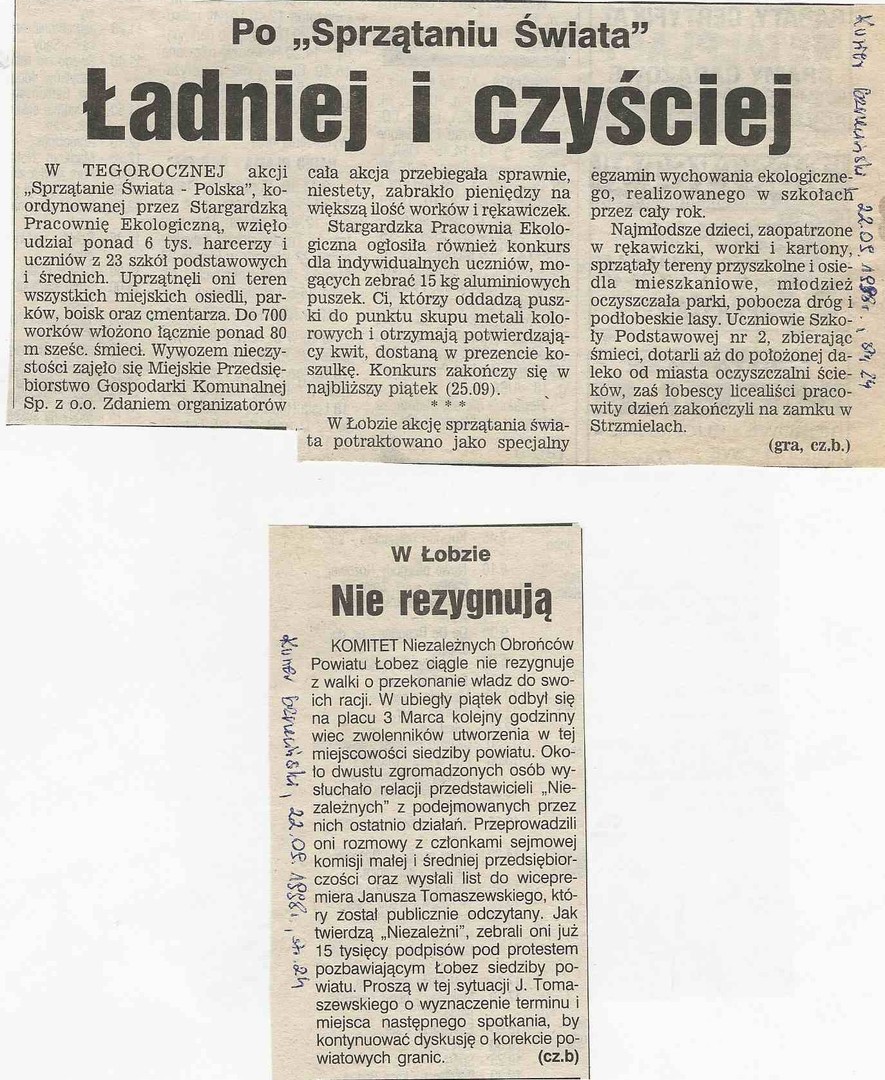 Po „Sprzątaniu Świata”
Ładniej i czyściej
W TEGOROCZNEJ akcji
„Sprzątanie Świata - Polska”, ko-
ordynowanej przez Stargardzką
Pracownię Ekologiczną, wzięło
udział ponad 6 tys. harcerzy i
uczniów z 23 szkół podstawowych
i średnich. Uprzątnęli oni teren
wszystkich miejskich osiedli, par-
ków, boisk oraz cmentarza. Do 700
worków włożono łącznie ponad 80
m sześc. śmieci. Wywozem nieczy-
stości zajęło się Miejskie Przedsię-
biorstwo Gospodarki Komunalnej
Sp. z o.o. Zdaniem organizatorów
cała akcja przebiegała sprawnie,
niestety, zabrakło pieniędzy na
większą ilość worków i rękawiczek.
Stargardzka Pracownia Ekolo-
giczna ogłosiła również konkurs
dla indywidualnych uczniów, mo-
gących zebrać 15 kg aluminiowych
puszek. Ci, którzy oddadzą pusz-
ki do punktu skupu metali kolo-
rowych i otrzymają potwierdzają-
cy kwit, dostaną w prezencie ko-
szulkę. Konkurs zakończy się w
najbliższy piątek (25.09).
* * *
W Łobzie akcję sprzątania świa-
ta potraktowano jako specjalny
egzamin wychowania ekologiczne-
go, realizowanego w szkołach
przez cały rok.
Najmłodsze dzieci, zaopatrzone
w rękawiczki, worki i kartony,
sprzątały tereny przyszkolne i osie-
dla mieszkaniowe, młodzież
oczyszczała parki, pobocza dróg i
podłobeskie lasy. Uczniowie Szko-
ły Podstawowej nr 2, zbierając
śmieci, dotarli aż do położonej da-
leko od miasta oczyszczalni ście-
ków, zaś łobescy licealiści praco-
wity dzień zakończyli na zamku w
Strzmielach.
(gra, cz.b.)
Kurier Szczeciński, 22.09.1998r., str. 24
W Łobzie
Nie rezygnują
KOMITET Niezależnych Obrońców
Powiatu Łobez ciągle nie rezygnuje
z walki o przekonanie władz do swo-
ich racji. W ubiegły piątek odbył się
na placu 3 Marca kolejny godzinny
wiec zwolenników utworzenia w tej
miejscowości siedziby powiatu. Oko-
ło dwustu zgromadzonych osób wy-
słuchało relacji przedstawicieli „Nie-
zależnych” z podejmowanych przez
nich ostatnio działań. Przeprowadzili
oni rozmowy z członkami sejmowej
komisji małej i średniej przedsiębior-
czości oraz wysłali list do wicepre-
miera Janusza Tomaszewskiego, któ-
ry został publicznie odczytany. Jak
twierdzą „Niezależni”, zebrali oni już
15 tysięcy podpisów pod protestem
pozbawiającym Łobez siedziby po-
wiatu. Proszą w tej sytuacji J. Toma-
szewskiego o wyznaczenie terminu i
miejsca następnego spotkania, by
kontynuować dyskusję o korekcie po-
wiatowych granic.
(cz.b)
Kurier Szczeciński, 22.09.1998r., str. 24